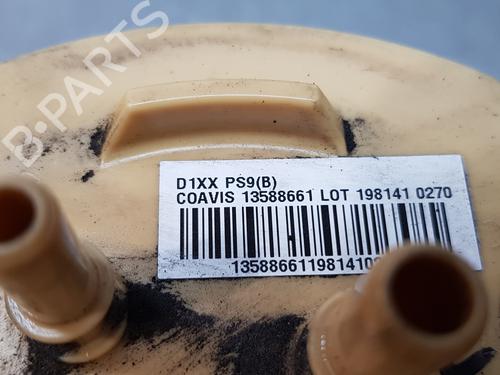 B-PARTS
D1XX PS9(B)
COAVIS 13588661 LOT 198141 0270